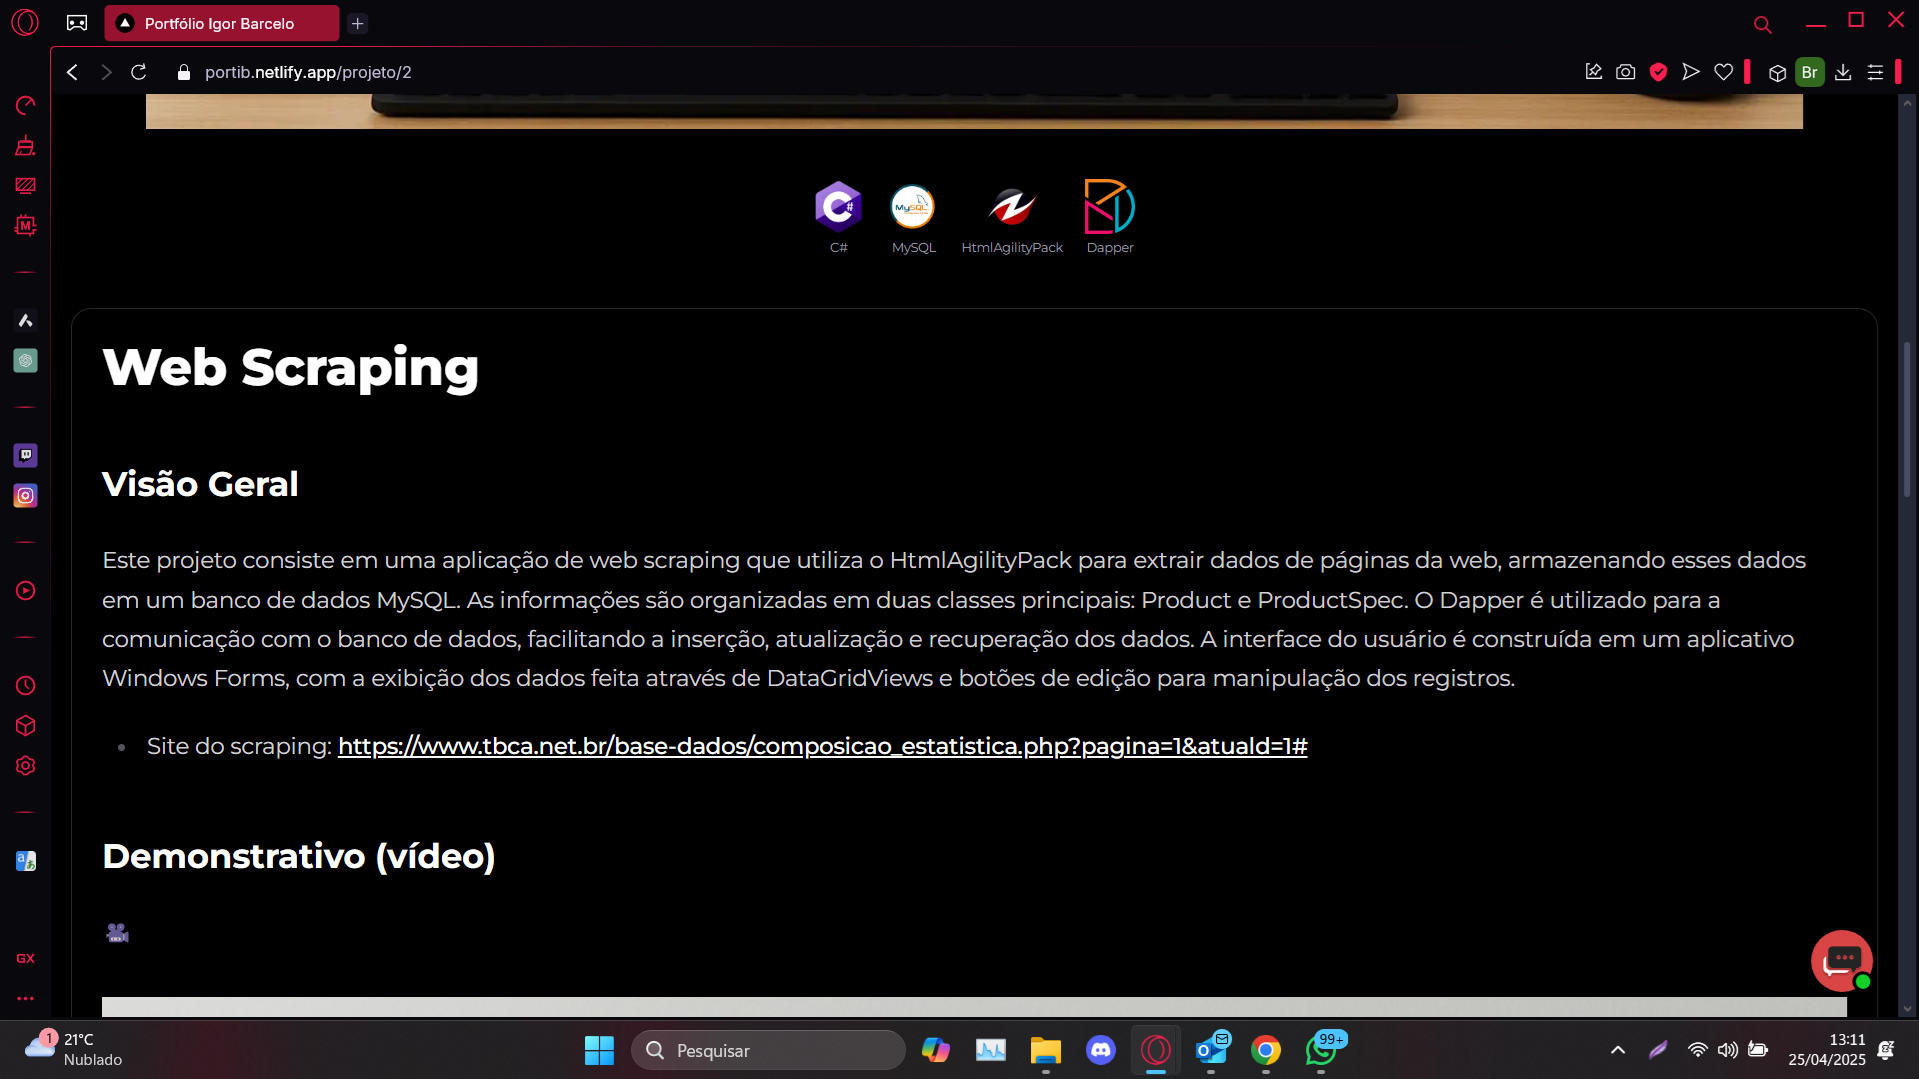 Portfólio Igor Barcelo
portib.netlify.app/projeto/2
Br
M
C#
MySQL
HtmlAgilityPack
Dapper
Web Scraping
Visão Geral
Este projeto consiste em uma aplicação de web scraping que utiliza o HtmlAgilityPack para extrair dados de páginas da web, armazenando esses dados
em um banco de dados MySQL. As informações são organizadas em duas classes principais: Product e ProductSpec. O Dapper é utilizado para a
comunicação com o banco de dados, facilitando a inserção, atualização e recuperação dos dados. A interface do usuário é construída em um aplicativo
Windows Forms, com a exibição dos dados feita através de DataGridViews e botões de edição para manipulação dos registros.
Site do scraping: https://www.tbca.net.br/base-dados/composicao_estatistica.php?pagina=1&atuald=1#
Demonstrativo (vídeo)
GX
1
21°C
Nublado
Pesquisar
99+
13:11
25/04/2025